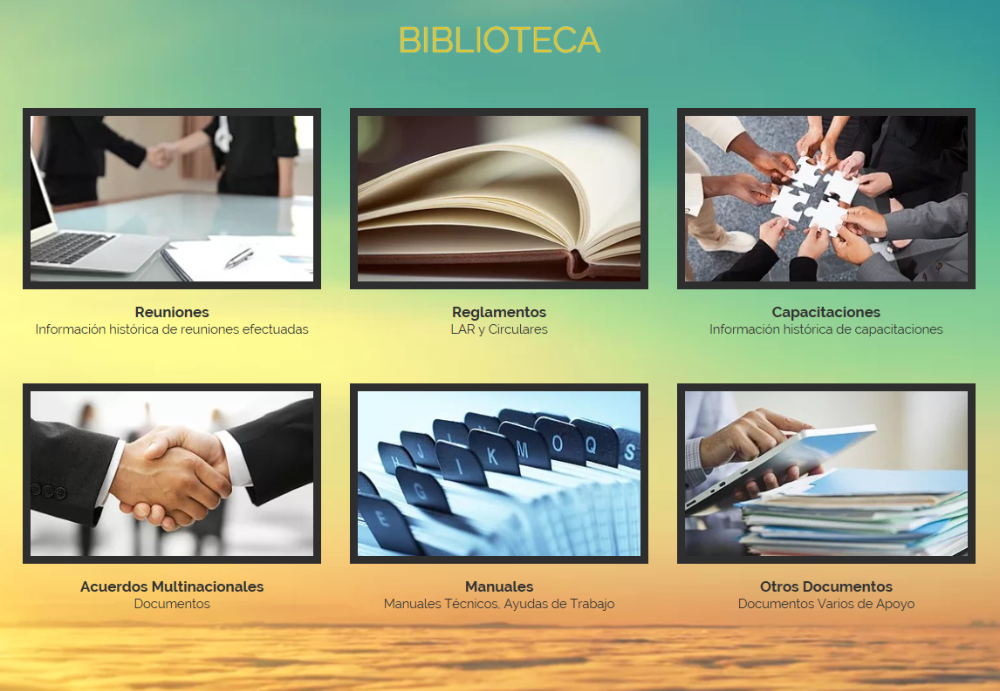 BIBLIOTECA
Reuniones
Información histórica de reuniones efectuadas
Reglamentos
LAR y Circulares
Capacitaciones
Información histórica de capacitaciones
H J I I K M O Q S
G
E
Acuerdos Multinacionales
Documentos
Manuales
Manuales Técnicos, Ayudas de Trabajo
Otros Documentos
Documentos Varios de Apoyo